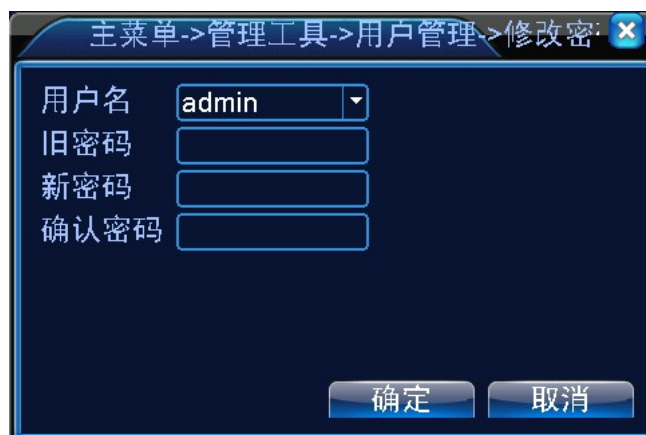 主菜单->管理工具->用户管理->修改密
用户名 admin
旧密码
新密码
确认密码
确定 取消